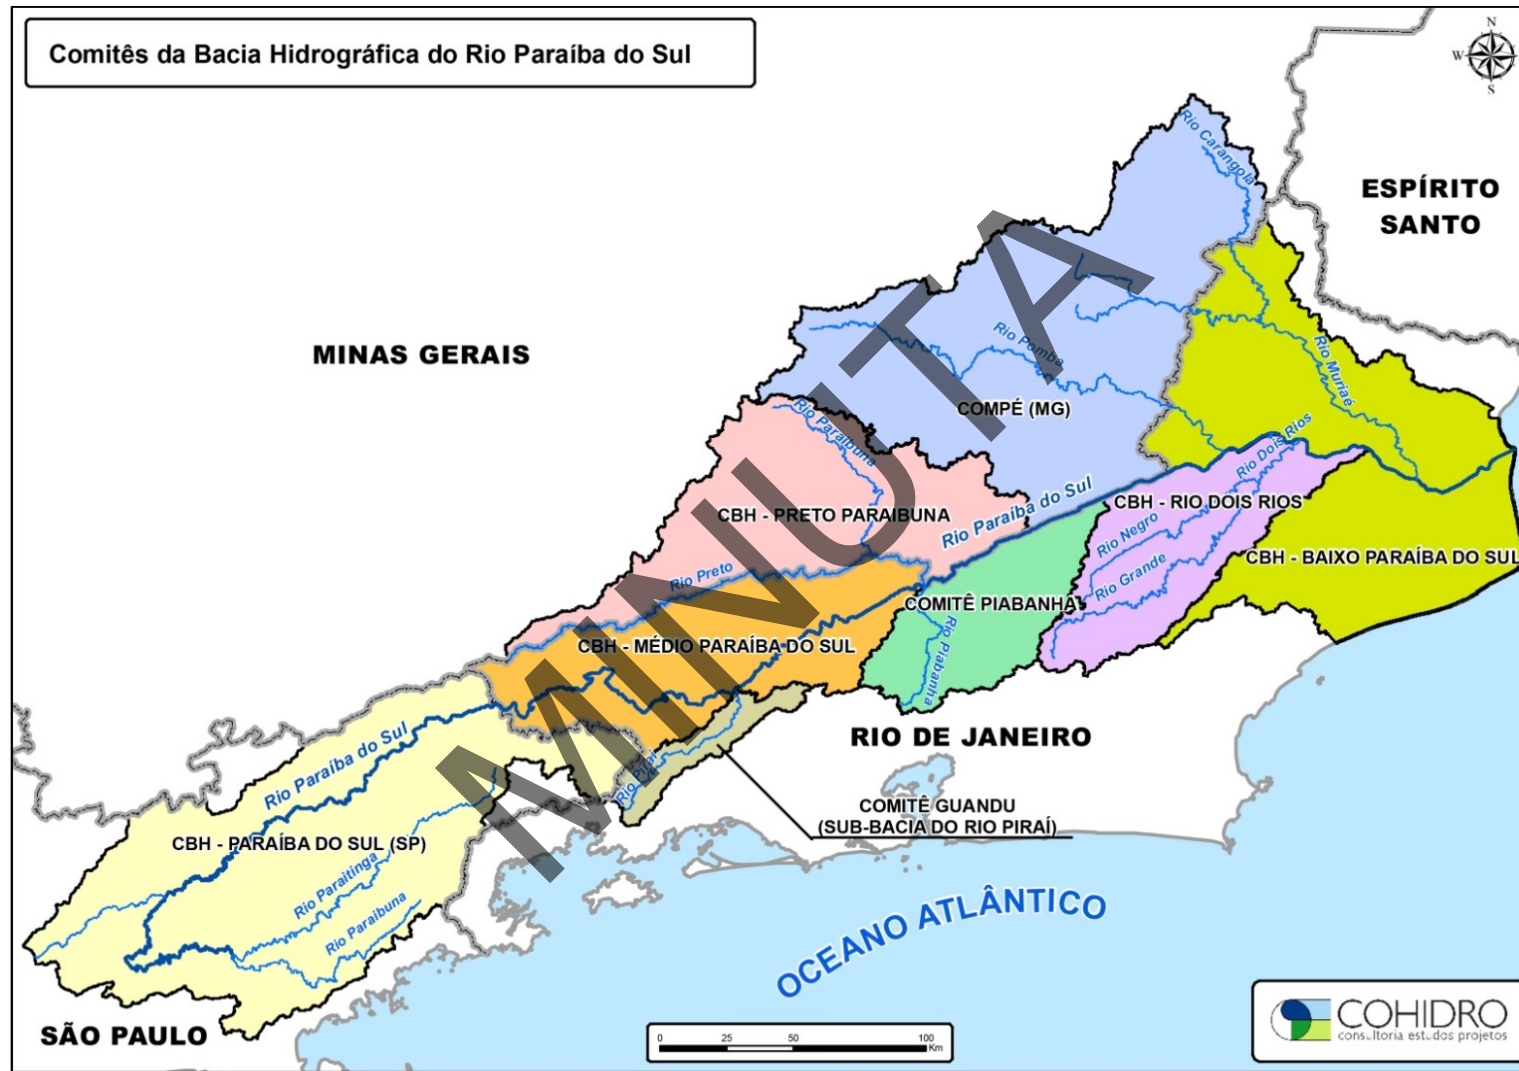 Comitês da Bacia Hidrográfica do Rio Paraíba do Sul
N
W
S
Rio Carangola
ESPÍRITO
SANTO
MINAS GERAIS
Rio Pomba
Rio Muriaé
COMPÉ (MG)
Rio Paraibuna
Rio Dois Rios
Rio Paraíba do Sul
CBH - RIO DOIS RIOS
CBH - PRETO PARAIBUNA
Rio Negro
CBH - BAIXO PARAÍBA DO SUL
Rio Preto
Rio Grande
COMITÊ PIABANHA
CBH - MÉDIO PARAÍBA DO SUL
Rio Piabanha
MINUTA
RIO DE JANEIRO
Rio Paraíba do Sul
Rio Piraí
COMITÊ GUANDU
(SUB-BACIA DO RIO PIRAÍ)
CBH - PARAÍBA DO SUL (SP)
Rio Paraitinga
Rio Paraibuna
OCEANO ATLÂNTICO
SÃO PAULO
0 25 50 100
Km
COHIDRO
consultoria estudos projetos